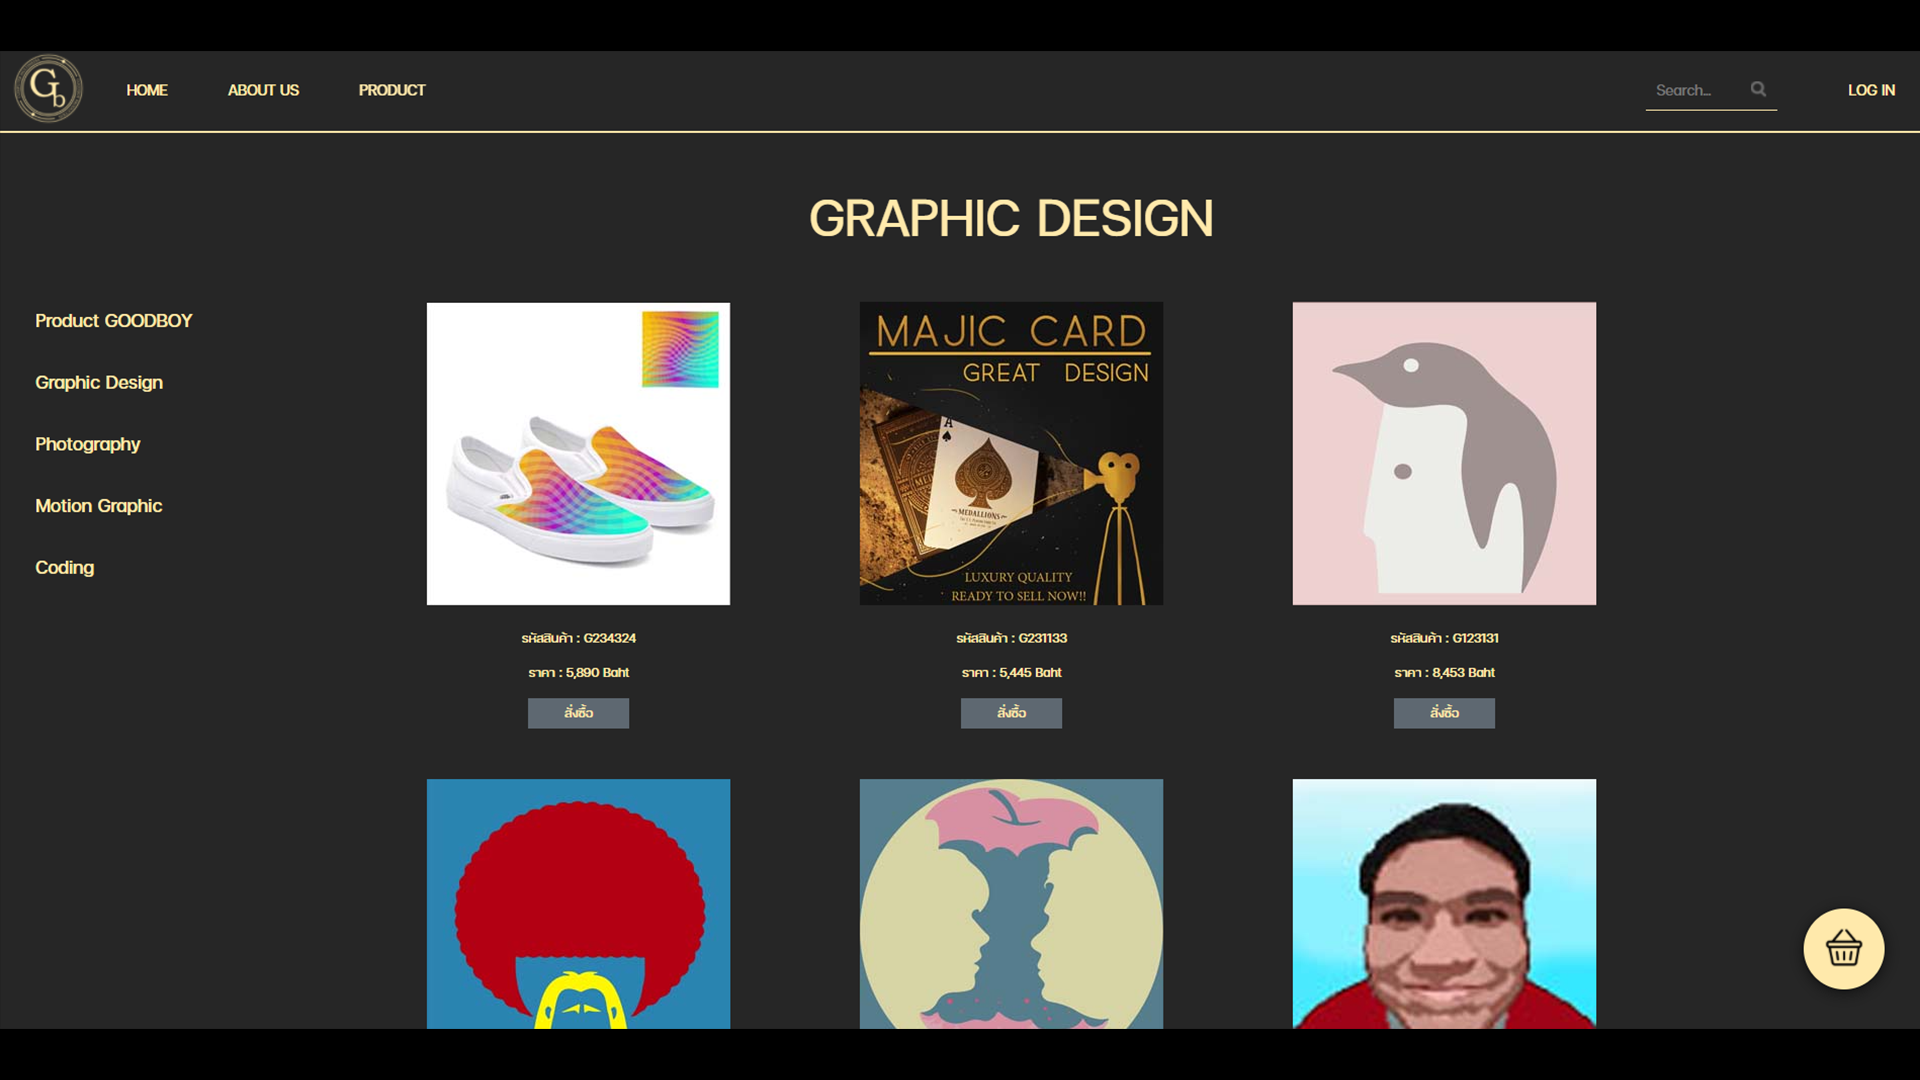 Gb
HOME
ABOUT US
PRODUCT
Search...
LOG IN
GRAPHIC DESIGN
Product GOODBOY
Graphic Design
Photography
Motion Graphic
Coding
MAJIC CARD
GREAT DESIGN
A
MEDALLIONS
LUXURY QUALITY
READY TO SELL NOW!!
รหัสสินค้า : G234324
ราคา : 5,890 Baht
สั่งซื้อ
รหัสสินค้า : G231133
ราคา : 5,445 Baht
สั่งซื้อ
รหัสสินค้า : G123131
ราคา : 8,453 Baht
สั่งซื้อ